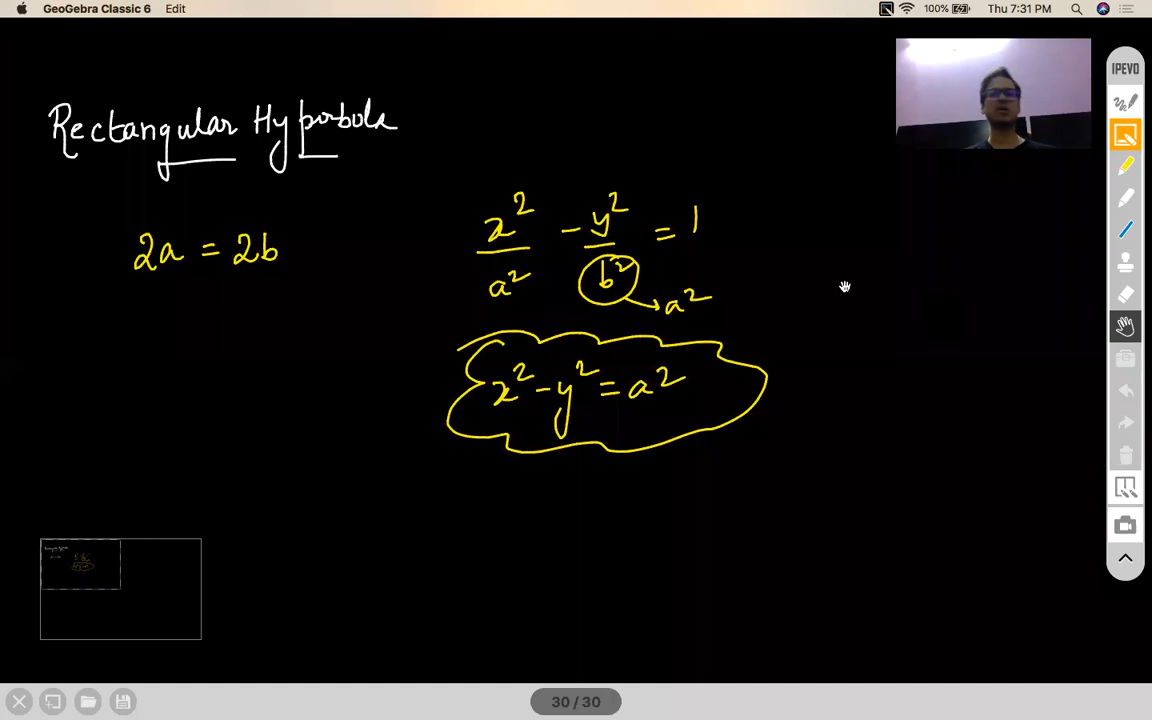 GeoGebra Classic 6 Edit 100% Thu 7:31 PM
IPEVO
Rectangular Hyperbola
2a = 2b
x²/a² - y²/b² = 1
→ a²
x² - y² = a²
30 / 30